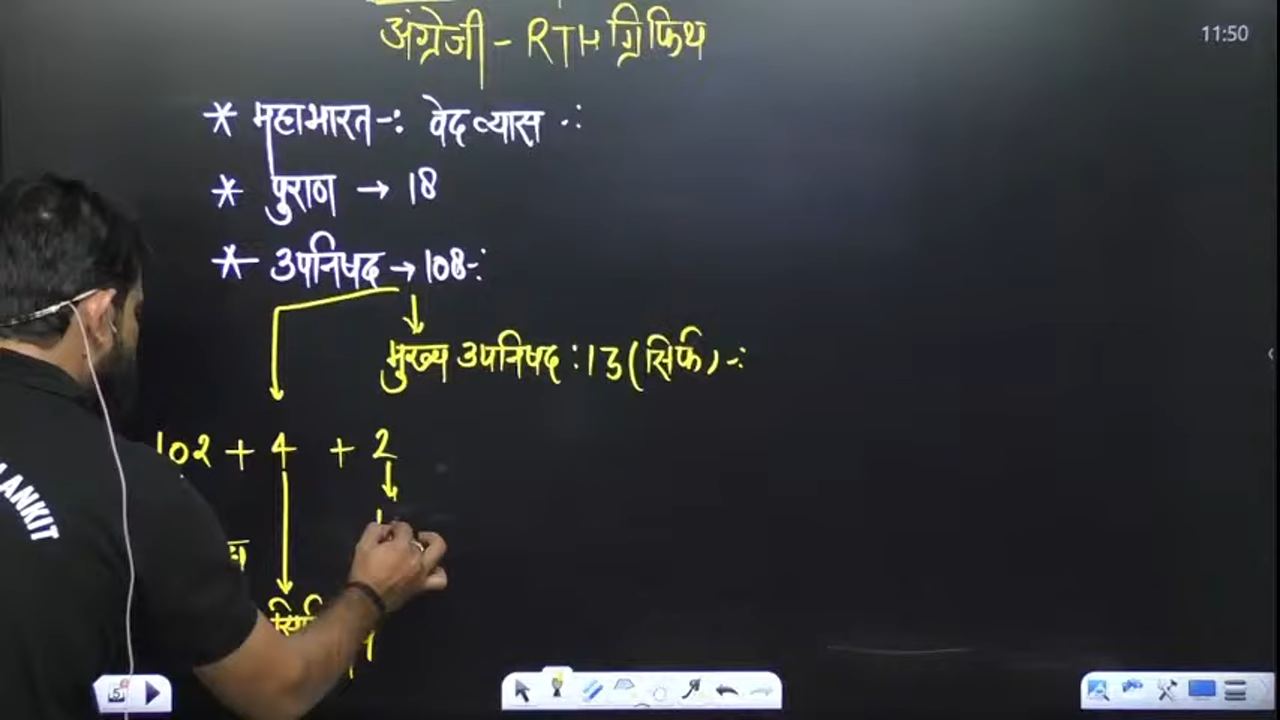 अंग्रेजी - RTH ग्रिफिथ
* महाभारत -: वेदव्यास -:
* पुराण → 18
* उपनिषद → 108 -:
मुख्य उपनिषद : 13 (सिर्फ) -:
102 + 4 + 2
ANKIT
11:50